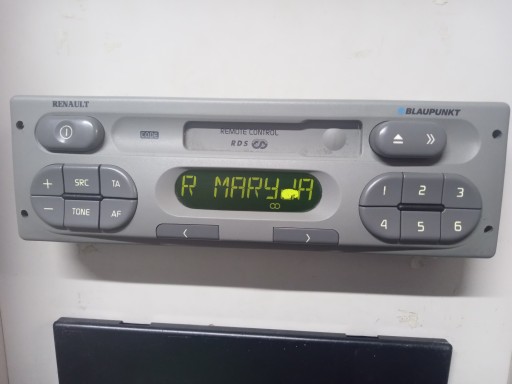 RENAULT
BLAUPUNKT
CODE
REMOTE CONTROL
RDS
+ SRC TA
- TONE AF
R MARYJA
1 2 3
4 5 6